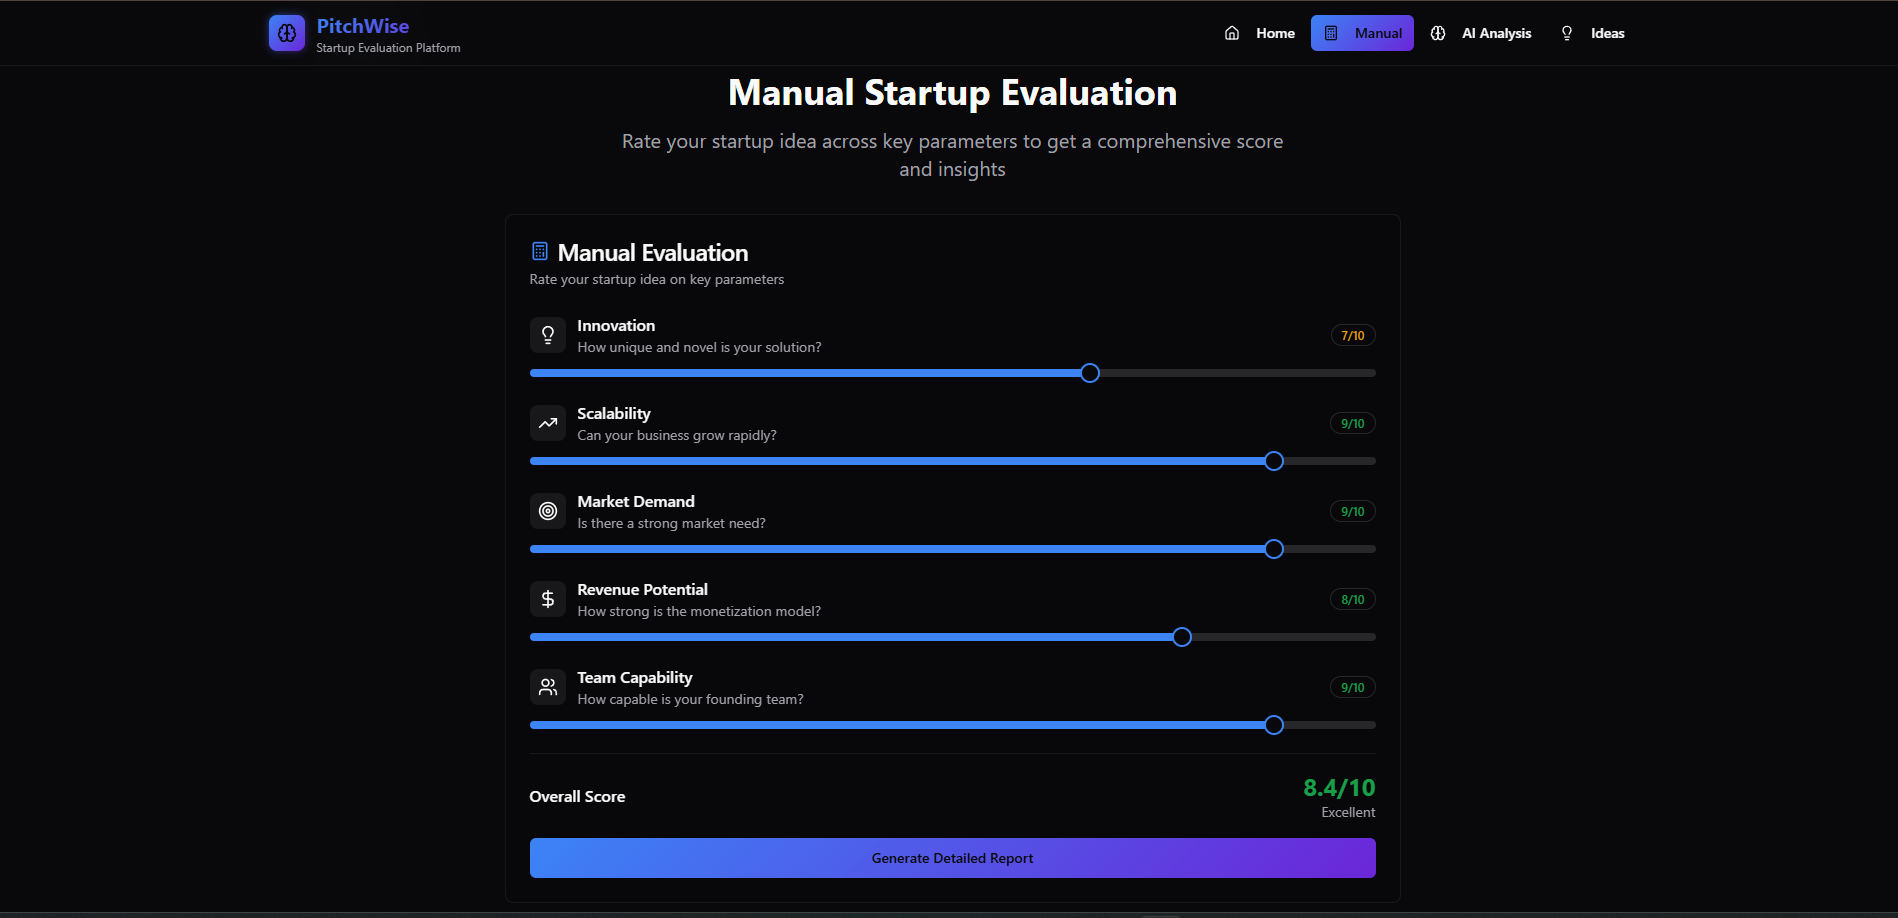 PitchWise
Startup Evaluation Platform
Home
Manual
AI Analysis
Ideas
Manual Startup Evaluation
Rate your startup idea across key parameters to get a comprehensive score
and insights
Manual Evaluation
Rate your startup idea on key parameters
Innovation
How unique and novel is your solution?
7/10
Scalability
Can your business grow rapidly?
9/10
Market Demand
Is there a strong market need?
9/10
Revenue Potential
How strong is the monetization model?
8/10
Team Capability
How capable is your founding team?
9/10
Overall Score
8.4/10
Excellent
Generate Detailed Report